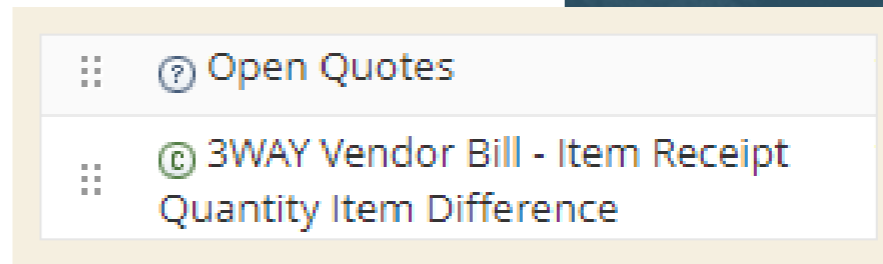 ? Open Quotes
C 3WAY Vendor Bill - Item Receipt
Quantity Item Difference